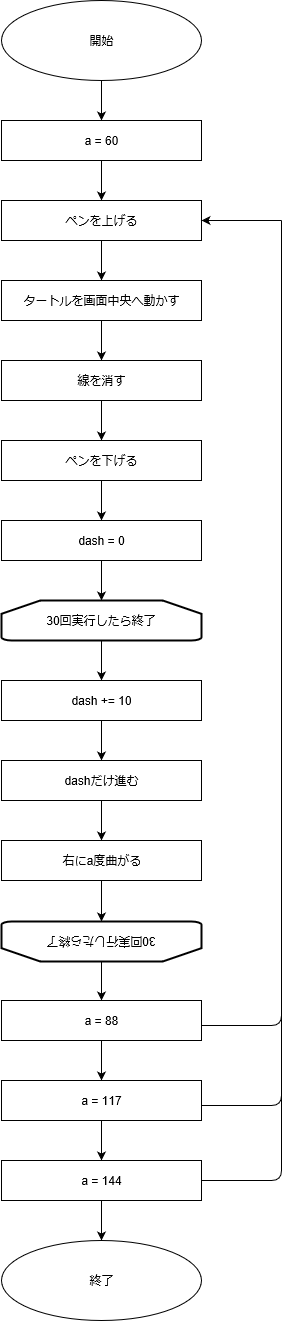 開始
a = 60
ペンを上げる
タートルを画面中央へ動かす
線を消す
ペンを下げる
dash = 0
30回実行したら終了
dash += 10
dashだけ進む
右にa度曲がる
30回実行したら終了
a = 88
a = 117
a = 144
終了